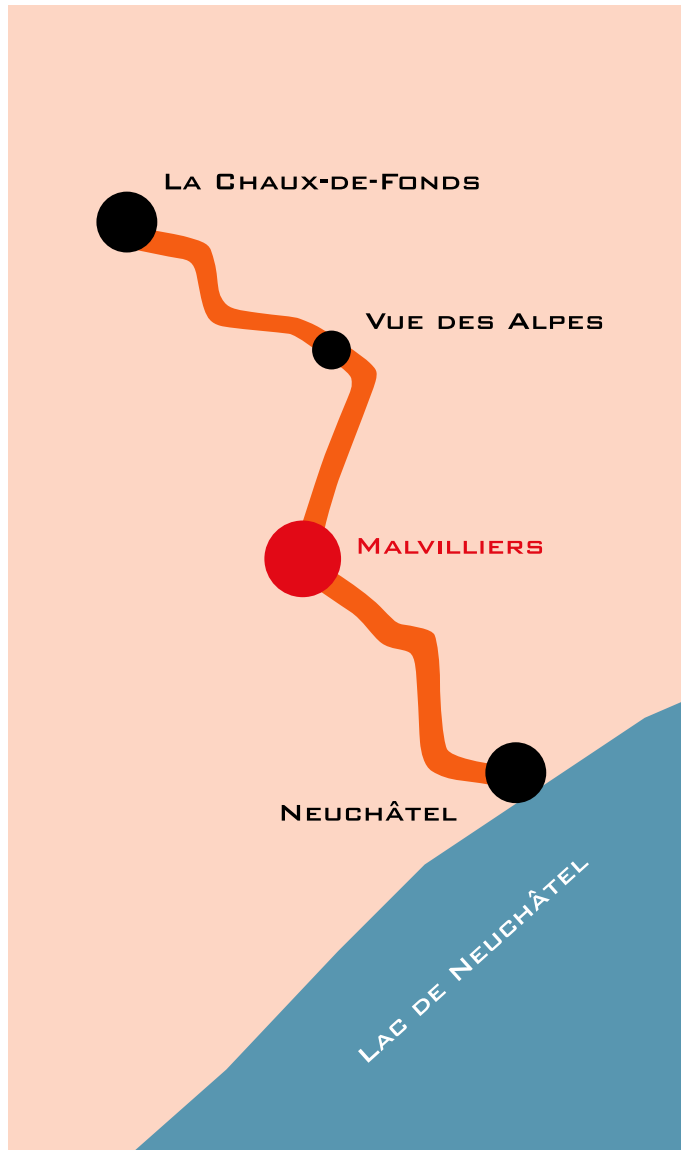 La Chaux-de-Fonds
Vue des Alpes
Malvilliers
Neuchâtel
Lac de Neuchâtel